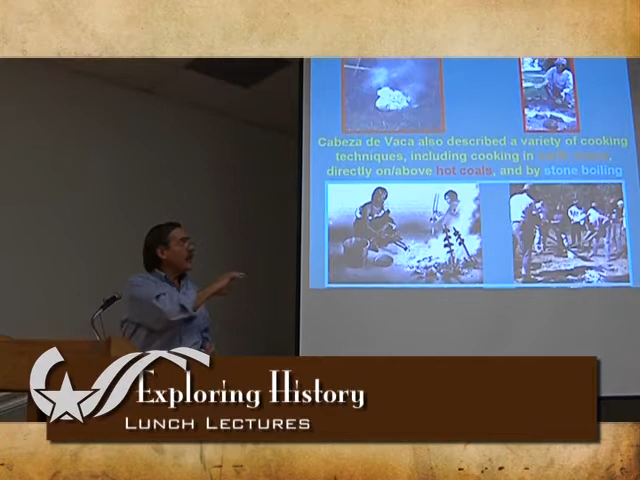 Cabeza de Vaca also described a variety of cooking
techniques, including cooking in
directly on/above hot coals, and by stone boiling
Exploring History
LUNCH LECTURES